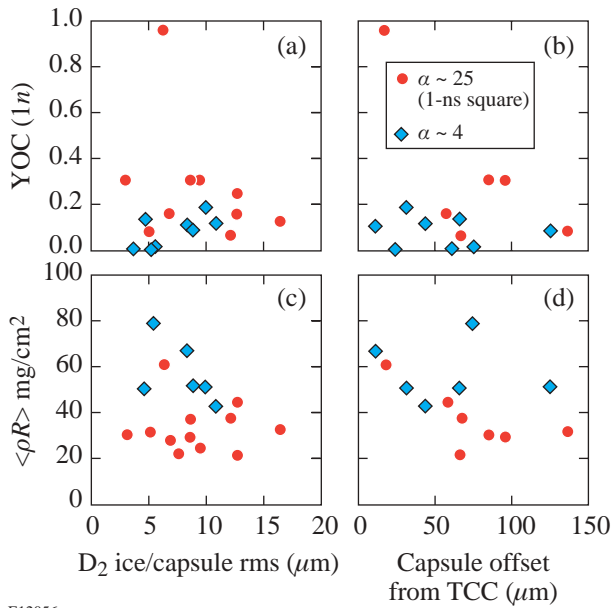 1.0
(a)
(b)
0.8
α ~ 25
(1-ns square)
α ~ 4
0.6
0.4
0.2
0.0
YOC (1n)
100
(c)
(d)
80
60
40
20
0
<ρR> mg/cm²
0 5 10 15 20
0 50 100 150
D₂ ice/capsule rms (μm)
Capsule offset
from TCC (μm)